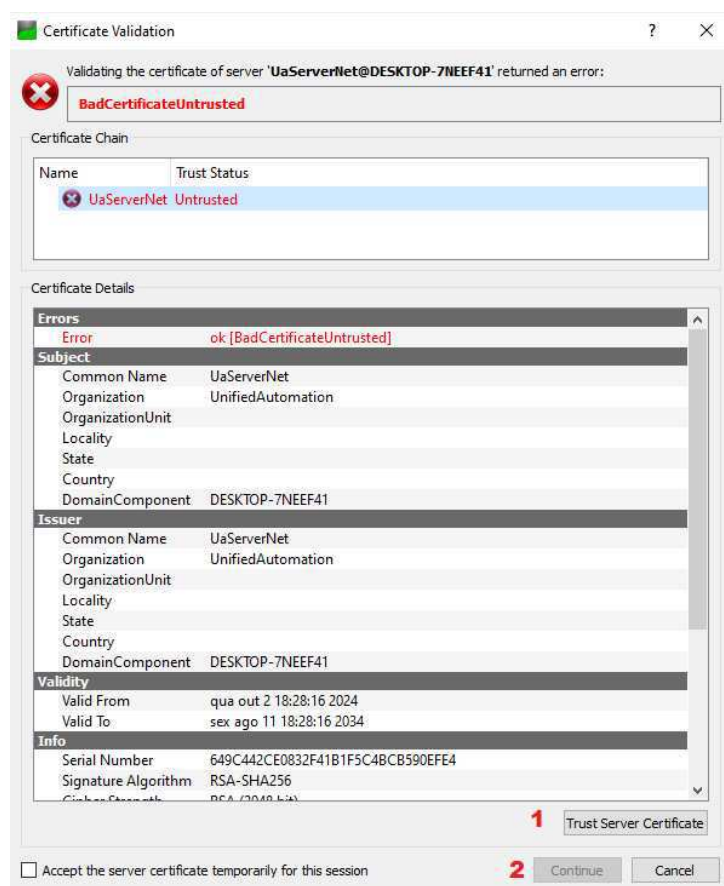 Certificate Validation
Validating the certificate of server 'UaServerNet@DESKTOP-7NEEF41' returned an error:
BadCertificateUntrusted
Certificate Chain
Name Trust Status
UaServerNet Untrusted
Certificate Details
Errors
Error ok [BadCertificateUntrusted]
Subject
Common Name UaServerNet
Organization UnifiedAutomation
OrganizationUnit
Locality
State
Country
DomainComponent DESKTOP-7NEEF41
Issuer
Common Name UaServerNet
Organization UnifiedAutomation
OrganizationUnit
Locality
State
Country
DomainComponent DESKTOP-7NEEF41
Validity
Valid From qua out 2 18:28:16 2024
Valid To sex ago 11 18:28:16 2034
Info
Serial Number 649C442CE0832F41B1F5C4BCB590EFE4
Signature Algorithm RSA-SHA256
Cipher Strength RSA (2048 bit)
1 Trust Server Certificate
Accept the server certificate temporarily for this session 2 Continue Cancel